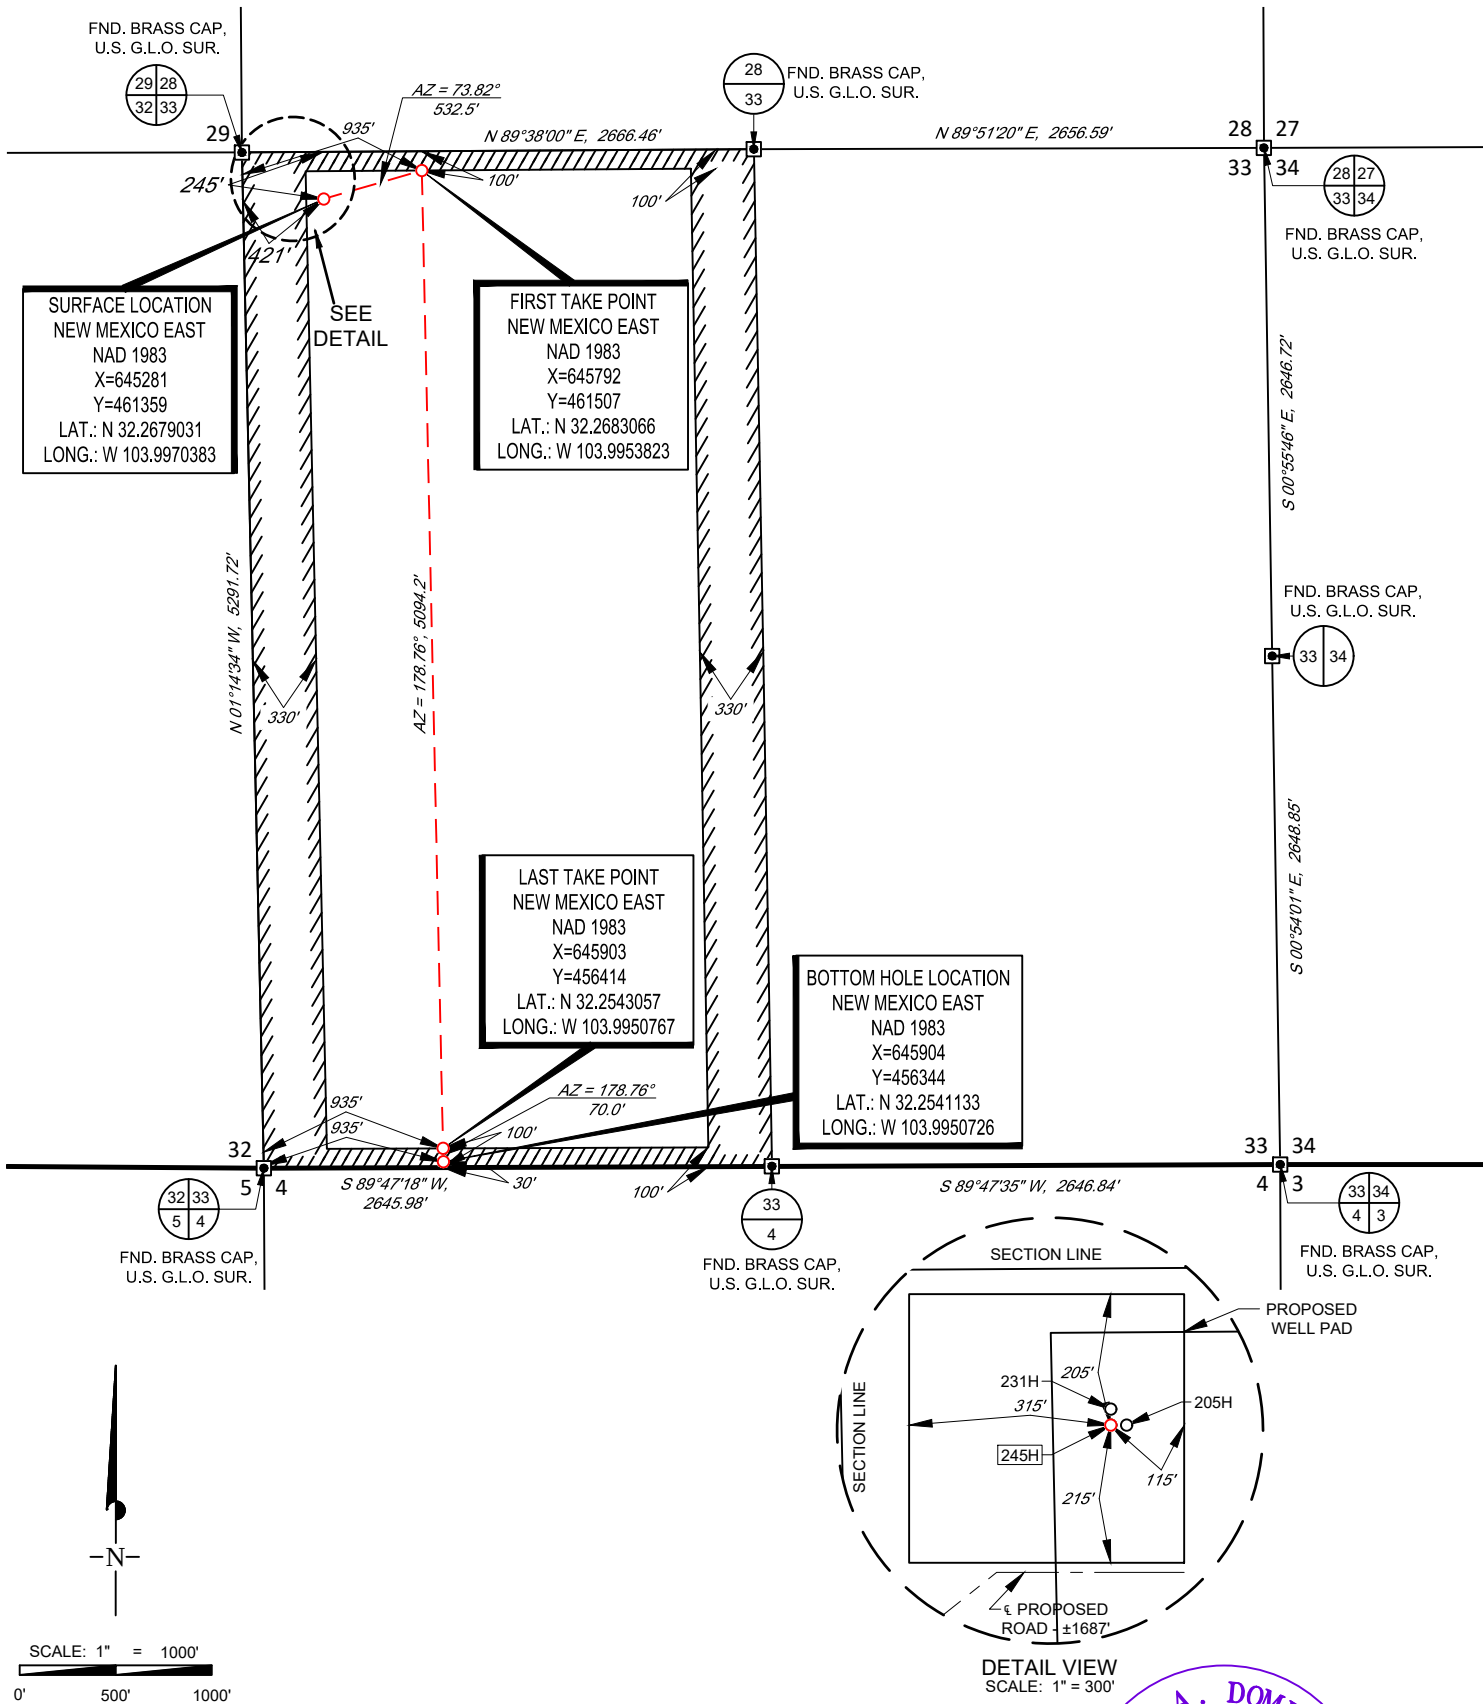 FND. BRASS CAP,
U.S. G.L.O. SUR.
29 28
32 33
28
33
FND. BRASS CAP,
U.S. G.L.O. SUR.
AZ = 73.82°
532.5'
935'
N 89°38'00" E, 2666.46'
N 89°51'20" E, 2656.59'
29
28 27
33 34
28 27
33 34
FND. BRASS CAP,
U.S. G.L.O. SUR.
245'
100'
100'
421'
SEE
DETAIL
SURFACE LOCATION
NEW MEXICO EAST
NAD 1983
X=645281
Y=461359
LAT.: N 32.2679031
LONG.: W 103.9970383
FIRST TAKE POINT
NEW MEXICO EAST
NAD 1983
X=645792
Y=461507
LAT.: N 32.2683066
LONG.: W 103.9953823
S 00°55'46" E, 2646.72'
N 01°14'34" W, 5291.72'
AZ = 178.76°, 5094.2'
FND. BRASS CAP,
U.S. G.L.O. SUR.
33 34
330'
330'
S 00°54'01" E, 2648.85'
LAST TAKE POINT
NEW MEXICO EAST
NAD 1983
X=645903
Y=456414
LAT.: N 32.2543057
LONG.: W 103.9950767
BOTTOM HOLE LOCATION
NEW MEXICO EAST
NAD 1983
X=645904
Y=456344
LAT.: N 32.2541133
LONG.: W 103.9950726
AZ = 178.76°
70.0'
935'
935'
100'
30'
100'
32
5 4
33 34
4 3
S 89°47'18" W,
2645.98'
S 89°47'35" W, 2646.84'
32 33
5 4
FND. BRASS CAP,
U.S. G.L.O. SUR.
33
4
FND. BRASS CAP,
U.S. G.L.O. SUR.
33 34
4 3
FND. BRASS CAP,
U.S. G.L.O. SUR.
SECTION LINE
PROPOSED
WELL PAD
SECTION LINE
205'
231H
315'
205H
245H
115'
215'
℄ PROPOSED
ROAD - ±1687'
DETAIL VIEW
SCALE: 1" = 300'
-N-
SCALE: 1" = 1000'
0' 500' 1000'